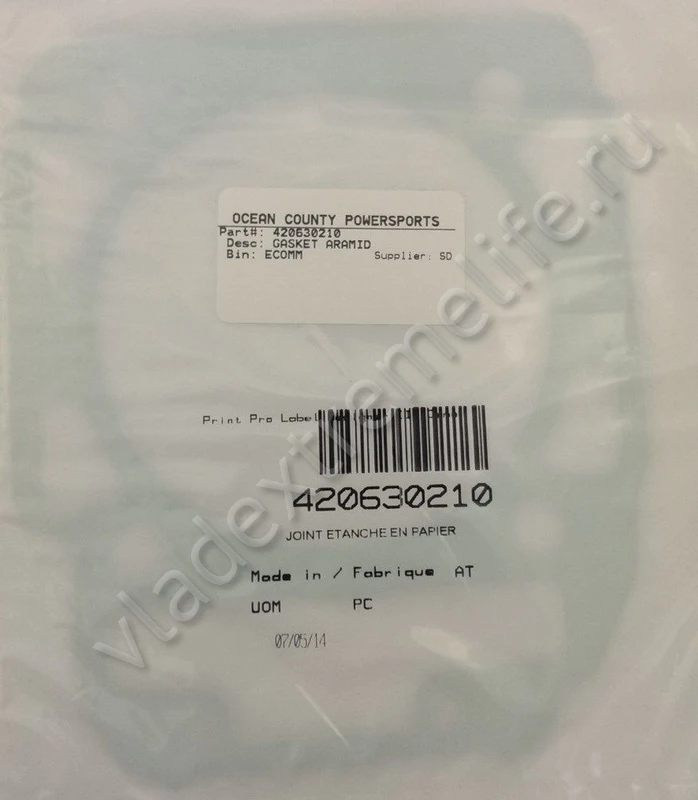 OCEAN COUNTY POWERSPORTS
Part#: 420630210
Desc: GASKET ARAMID
Bin: ECOMM Supplier: SD
Print Pro Label
420630210
JOINT ETANCHE EN PAPIER
Made in / Fabrique AT
UOM PC
07/05/14
vladextremelife.ru